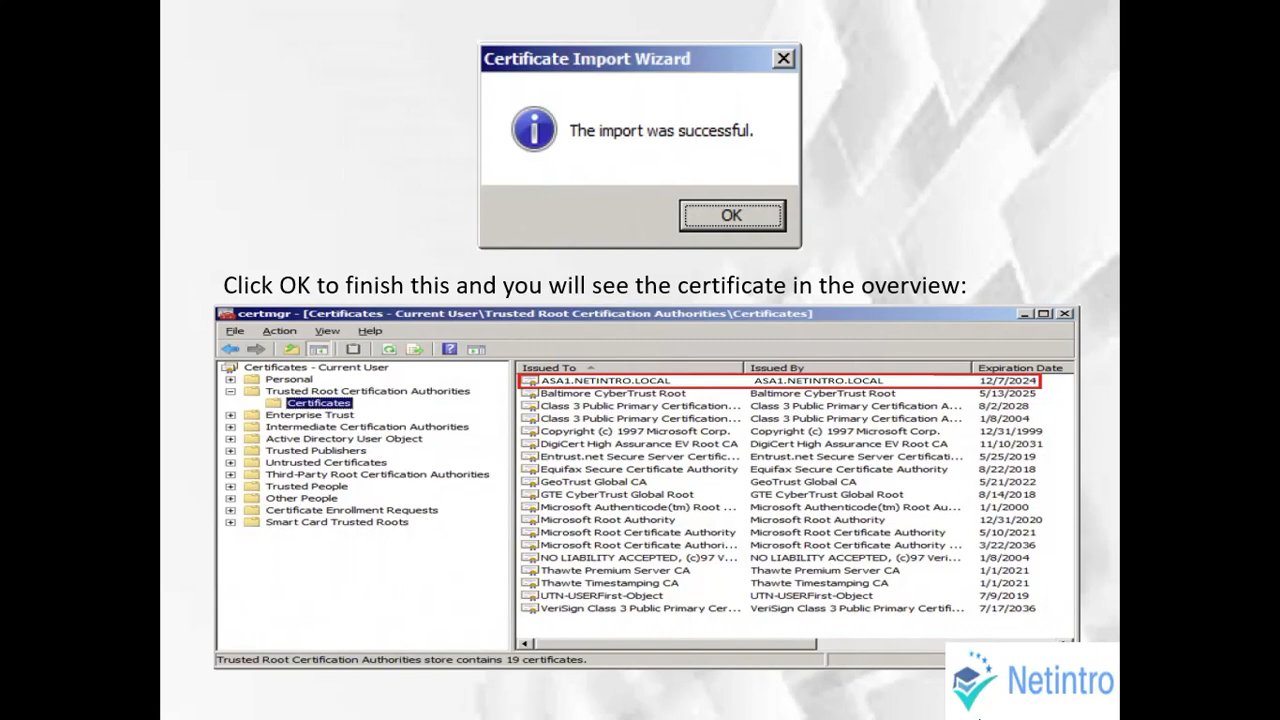 Certificate Import Wizard
The import was successful.
OK
Click OK to finish this and you will see the certificate in the overview:
certmgr - [Certificates - Current User\Trusted Root Certification Authorities\Certificates]
File Action View Help
Certificates - Current User
Personal
Trusted Root Certification Authorities
Certificates
Enterprise Trust
Intermediate Certification Authorities
Active Directory User Object
Trusted Publishers
Untrusted Certificates
Third-Party Root Certification Authorities
Trusted People
Other People
Certificate Enrollment Requests
Smart Card Trusted Roots
Issued To Issued By Expiration Date
ASA1.NETINTRO.LOCAL ASA1.NETINTRO.LOCAL 12/7/2024
Baltimore CyberTrust Root Baltimore CyberTrust Root 5/13/2025
Class 3 Public Primary Certification... Class 3 Public Primary Certification A... 8/2/2028
Class 3 Public Primary Certification... Class 3 Public Primary Certification A... 1/8/2004
Copyright (c) 1997 Microsoft Corp. Copyright (c) 1997 Microsoft Corp. 12/31/1999
DigiCert High Assurance EV Root CA DigiCert High Assurance EV Root CA 11/10/2031
Entrust.net Secure Server Certific... Entrust.net Secure Server Certificati... 5/25/2019
Equifax Secure Certificate Authority Equifax Secure Certificate Authority 8/22/2018
GeoTrust Global CA GeoTrust Global CA 5/21/2022
GTE CyberTrust Global Root GTE CyberTrust Global Root 8/14/2018
Microsoft Authenticode(tm) Root ... Microsoft Authenticode(tm) Root Au... 1/1/2000
Microsoft Root Authority Microsoft Root Authority 12/31/2020
Microsoft Root Certificate Authority Microsoft Root Certificate Authority 5/10/2021
Microsoft Root Certificate Authori... Microsoft Root Certificate Authority ... 3/22/2036
NO LIABILITY ACCEPTED, (c)97 V... NO LIABILITY ACCEPTED, (c)97 Veri... 1/8/2004
Thawte Premium Server CA Thawte Premium Server CA 1/1/2021
Thawte Timestamping CA Thawte Timestamping CA 1/1/2021
UTN-USERFirst-Object UTN-USERFirst-Object 7/9/2019
VeriSign Class 3 Public Primary Cer... VeriSign Class 3 Public Primary Certifi... 7/17/2036
Trusted Root Certification Authorities store contains 19 certificates.
Netintro